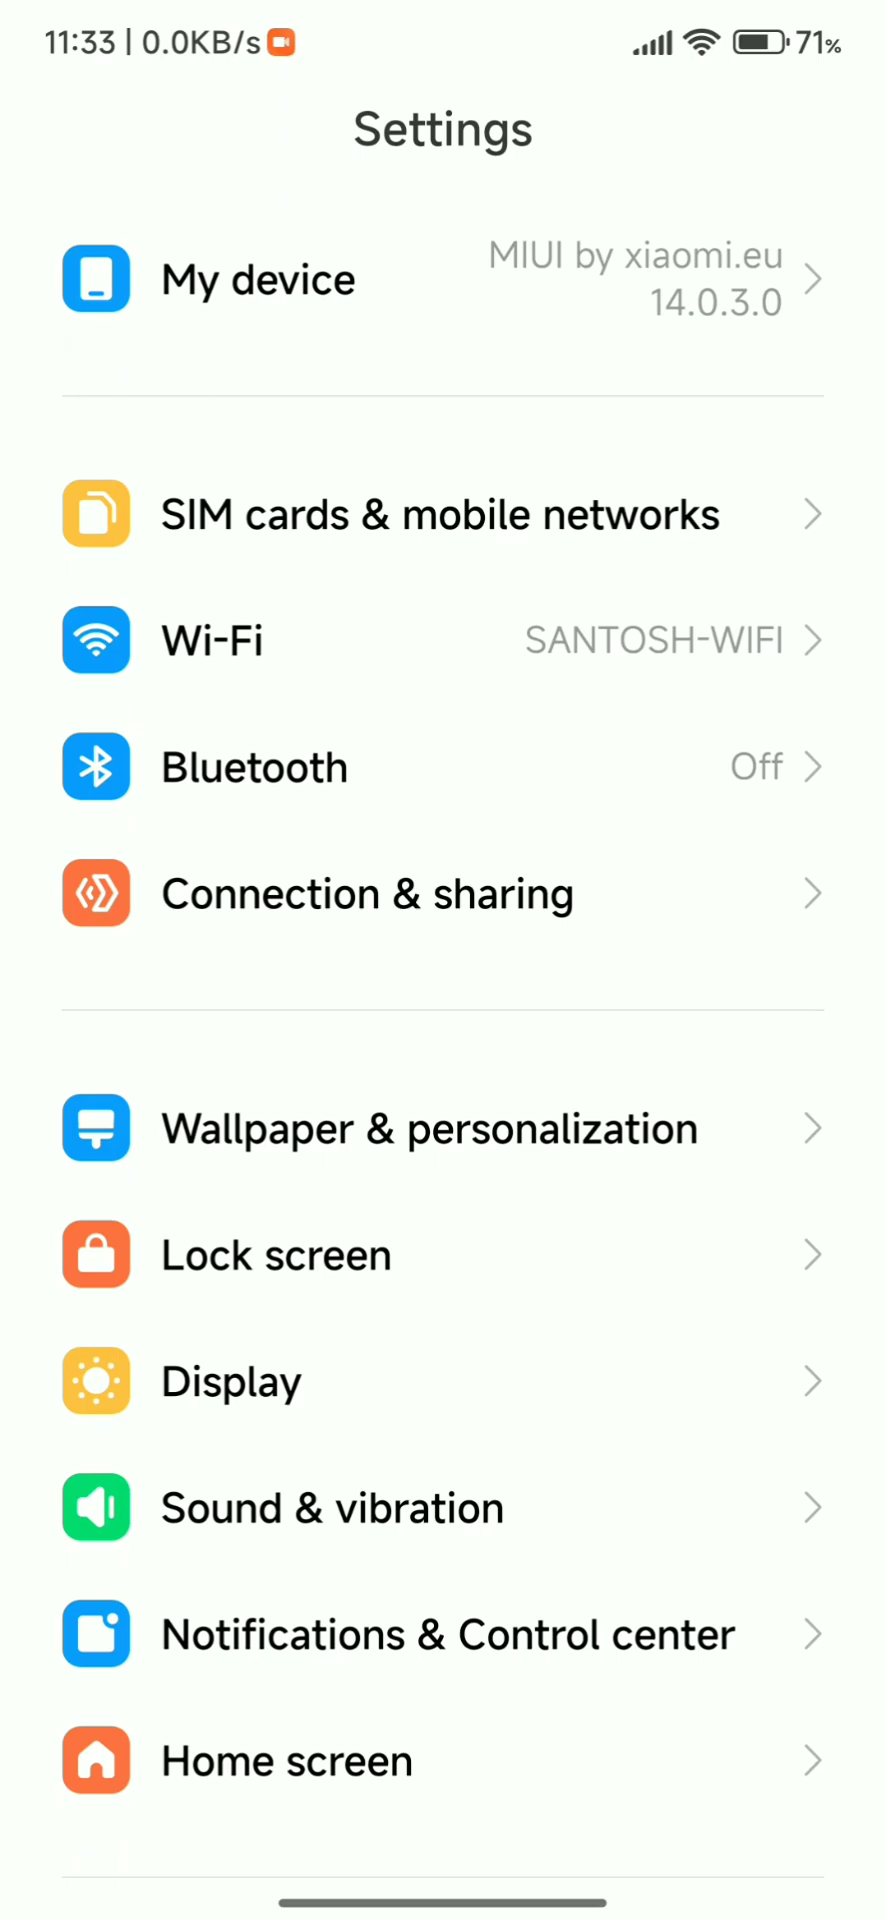 11:33 | 0.0KB/s 71%
Settings
My device
MIUI by xiaomi.eu
14.0.3.0
SIM cards & mobile networks
Wi-Fi SANTOSH-WIFI
Bluetooth Off
Connection & sharing
Wallpaper & personalization
Lock screen
Display
Sound & vibration
Notifications & Control center
Home screen